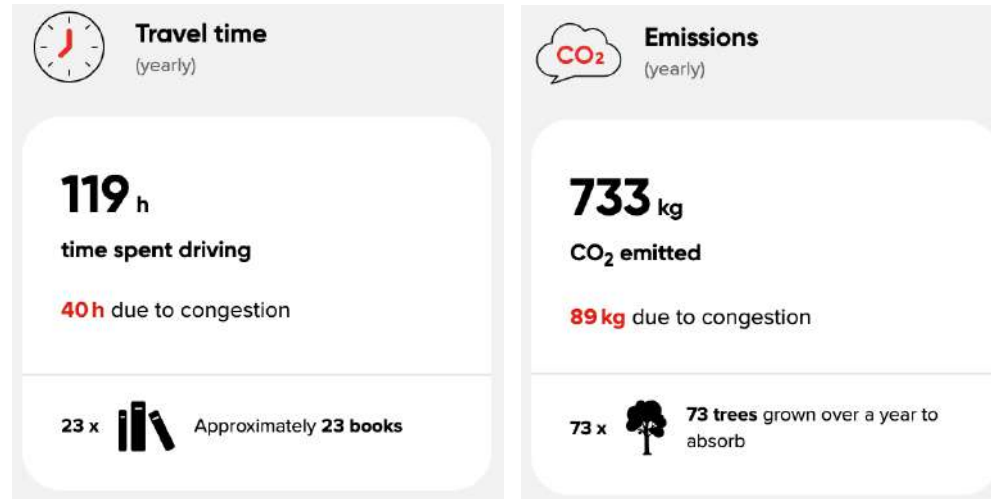 Travel time
(yearly)
119 h
time spent driving
40 h due to congestion
23 x
Approximately 23 books
CO2
Emissions
(yearly)
733 kg
CO2 emitted
89 kg due to congestion
73 x
73 trees grown over a year to
absorb